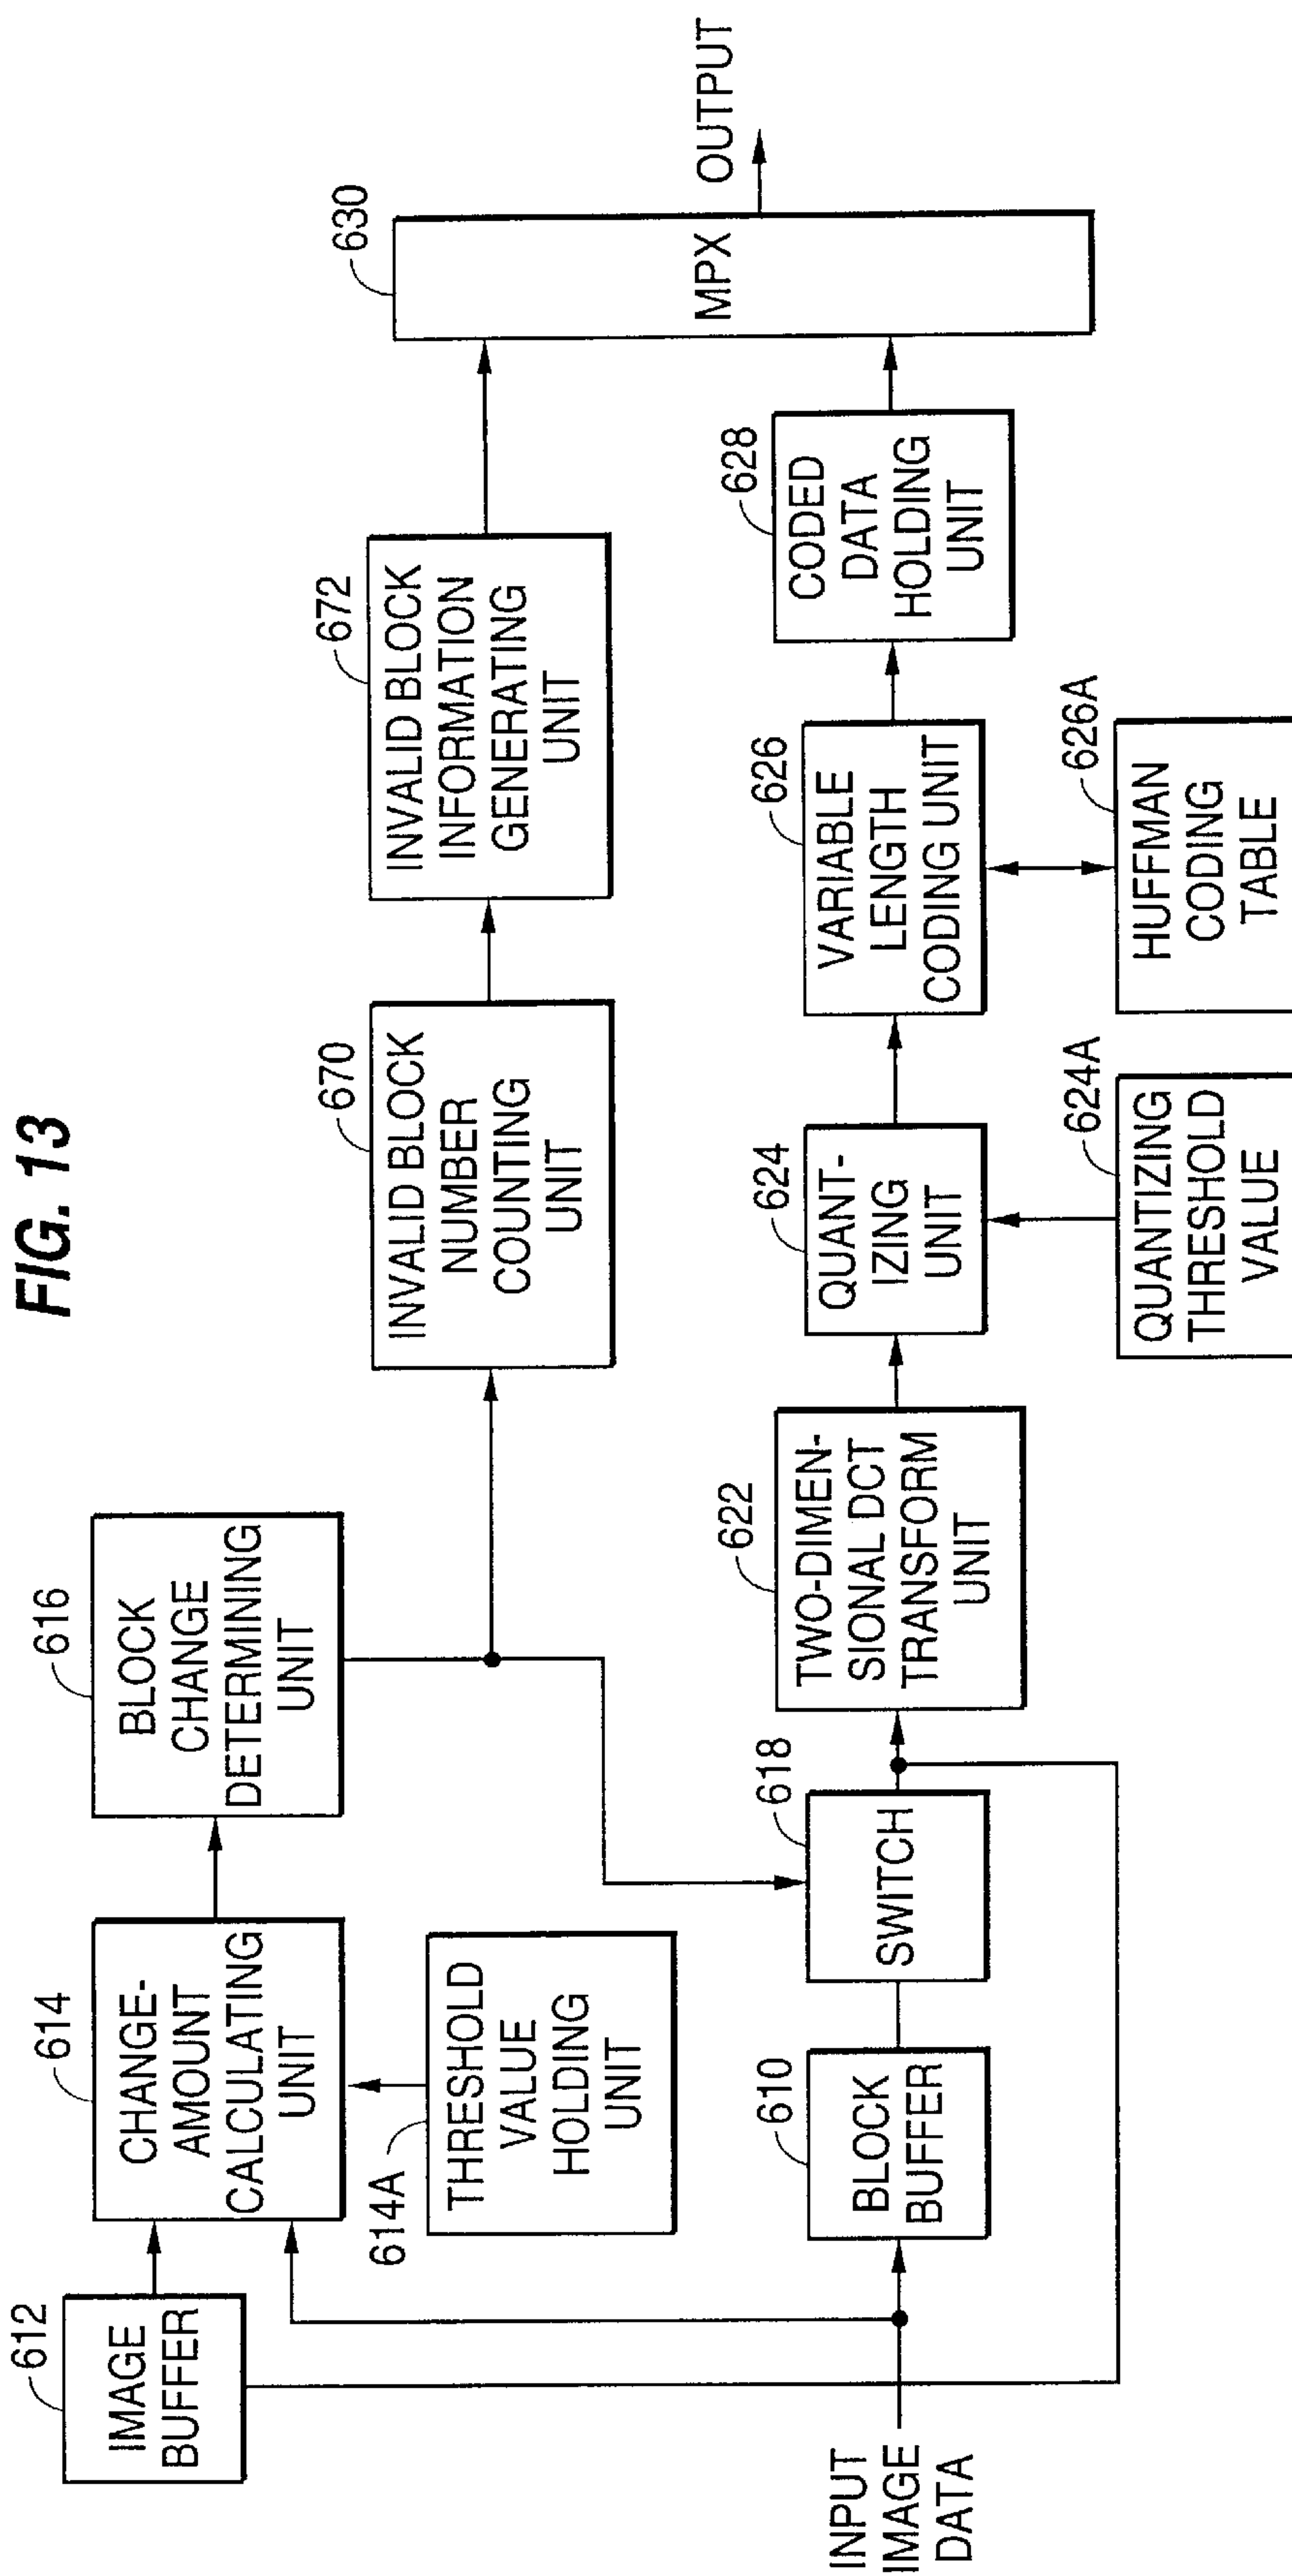 FIG. 13
612
IMAGE
BUFFER
614
CHANGE-
AMOUNT
CALCULATING
UNIT
616
BLOCK
CHANGE
DETERMINING
UNIT
614A
THRESHOLD
VALUE
HOLDING
UNIT
670
INVALID BLOCK
NUMBER
COUNTING
UNIT
672
INVALID BLOCK
INFORMATION
GENERATING
UNIT
630
MPX
OUTPUT
INPUT
IMAGE
DATA
610
BLOCK
BUFFER
618
SWITCH
622
TWO-DIMEN-
SIONAL DCT
TRANSFORM
UNIT
624
QUANT-
IZING
UNIT
626
VARIABLE
LENGTH
CODING UNIT
628
CODED
DATA
HOLDING
UNIT
624A
QUANTIZING
THRESHOLD
VALUE
626A
HUFFMAN
CODING
TABLE